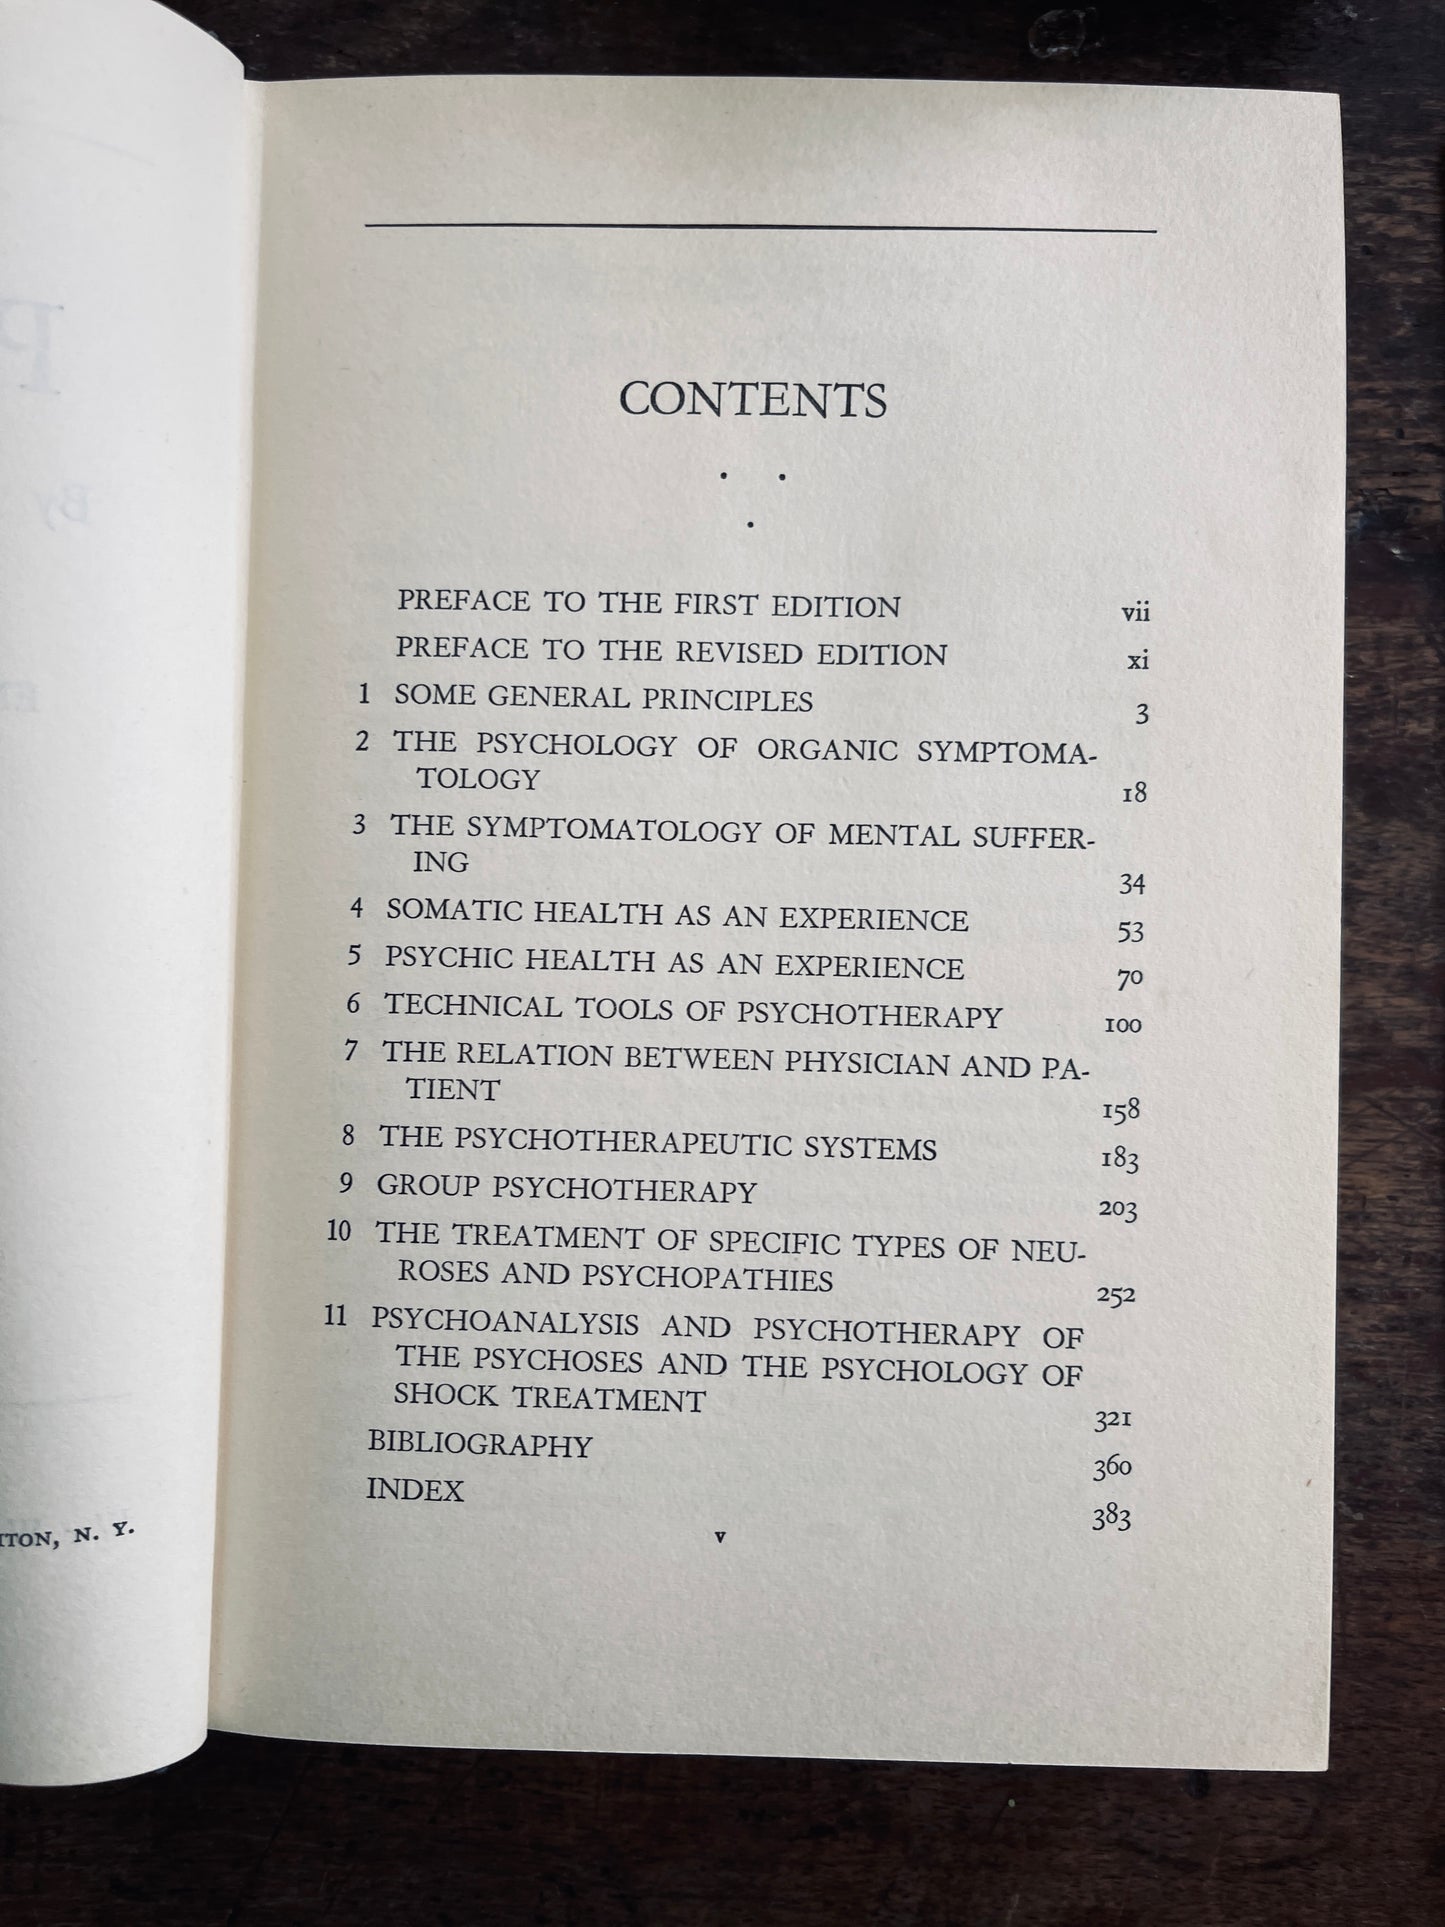 CONTENTS
PREFACE TO THE FIRST EDITION vii
PREFACE TO THE REVISED EDITION xi
1 SOME GENERAL PRINCIPLES 3
2 THE PSYCHOLOGY OF ORGANIC SYMPTOMA-
TOLOGY 18
3 THE SYMPTOMATOLOGY OF MENTAL SUFFER-
ING 34
4 SOMATIC HEALTH AS AN EXPERIENCE 53
5 PSYCHIC HEALTH AS AN EXPERIENCE 70
6 TECHNICAL TOOLS OF PSYCHOTHERAPY 100
7 THE RELATION BETWEEN PHYSICIAN AND PA-
TIENT 158
8 THE PSYCHOTHERAPEUTIC SYSTEMS 183
9 GROUP PSYCHOTHERAPY 203
10 THE TREATMENT OF SPECIFIC TYPES OF NEU-
ROSES AND PSYCHOPATHIES 252
11 PSYCHOANALYSIS AND PSYCHOTHERAPY OF
THE PSYCHOSES AND THE PSYCHOLOGY OF
SHOCK TREATMENT 321
BIBLIOGRAPHY 360
INDEX 383
v
N. Y.